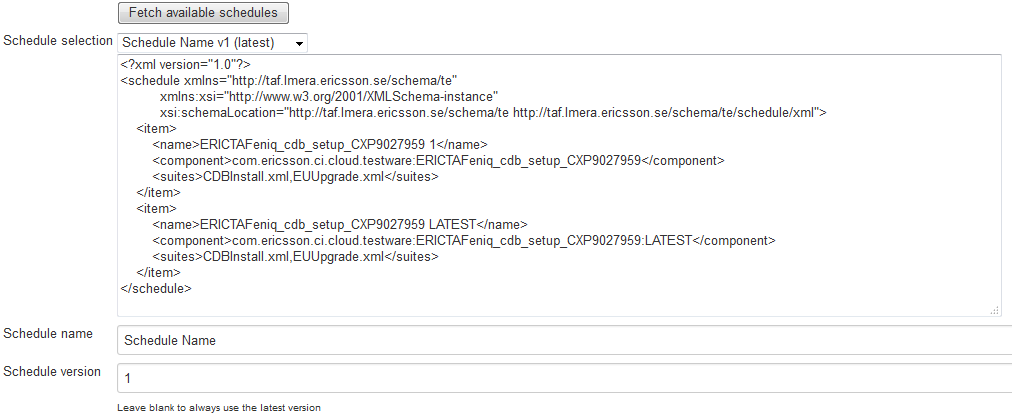 Fetch available schedules
Schedule selection Schedule Name v1 (latest)
<?xml version="1.0"?>
<schedule xmlns="http://taf.lmera.ericsson.se/schema/te"
xmlns:xsi="http://www.w3.org/2001/XMLSchema-instance"
xsi:schemaLocation="http://taf.lmera.ericsson.se/schema/te http://taf.lmera.ericsson.se/schema/te/schedule/xml">
<item>
<name>ERICTAFeniq_cdb_setup_CXP9027959 1</name>
<component>com.ericsson.ci.cloud.testware:ERICTAFeniq_cdb_setup_CXP9027959</component>
<suites>CDBInstall.xml,EUUpgrade.xml</suites>
</item>
<item>
<name>ERICTAFeniq_cdb_setup_CXP9027959 LATEST</name>
<component>com.ericsson.ci.cloud.testware:ERICTAFeniq_cdb_setup_CXP9027959:LATEST</component>
<suites>CDBInstall.xml,EUUpgrade.xml</suites>
</item>
</schedule>
Schedule name Schedule Name
Schedule version 1
Leave blank to always use the latest version